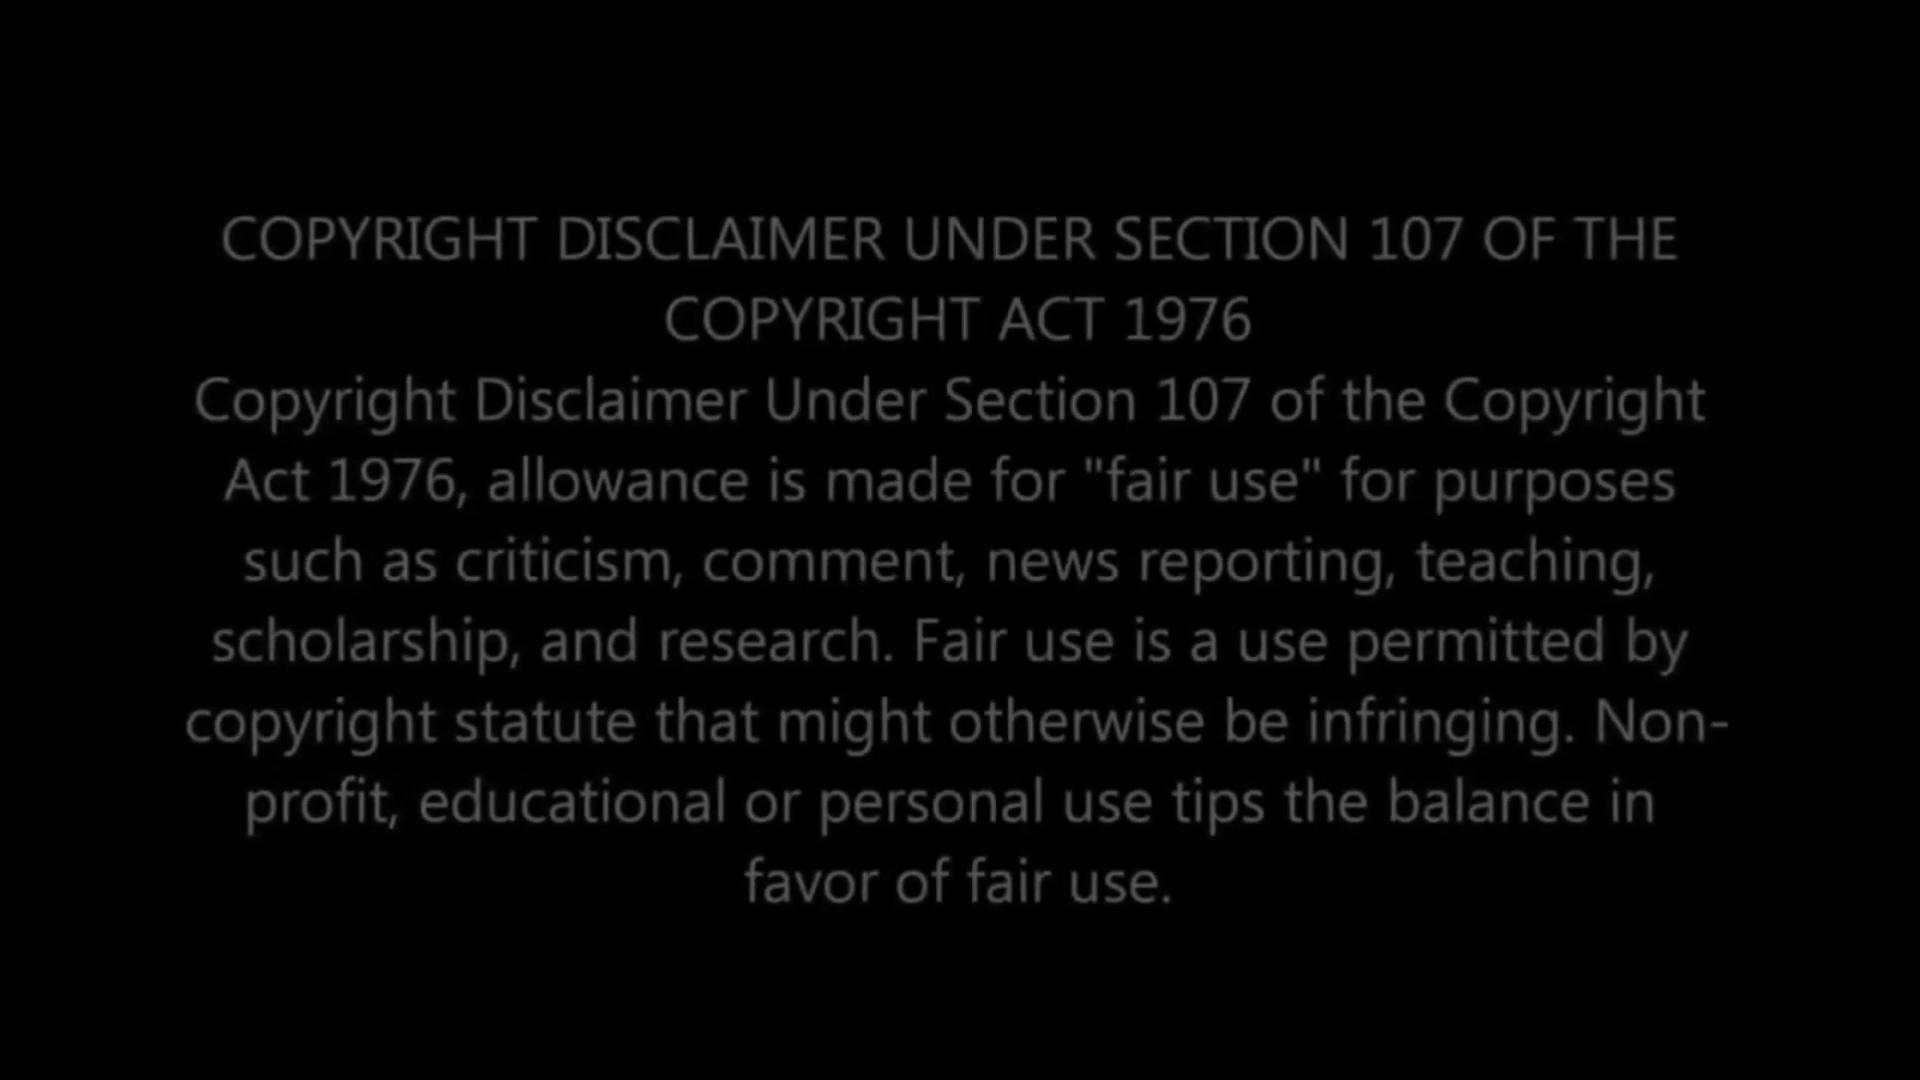 COPYRIGHT DISCLAIMER UNDER SECTION 107 OF THE
COPYRIGHT ACT 1976
Copyright Disclaimer Under Section 107 of the Copyright
Act 1976, allowance is made for "fair use" for purposes
such as criticism, comment, news reporting, teaching,
scholarship, and research. Fair use is a use permitted by
copyright statute that might otherwise be infringing. Non-
profit, educational or personal use tips the balance in
favor of fair use.